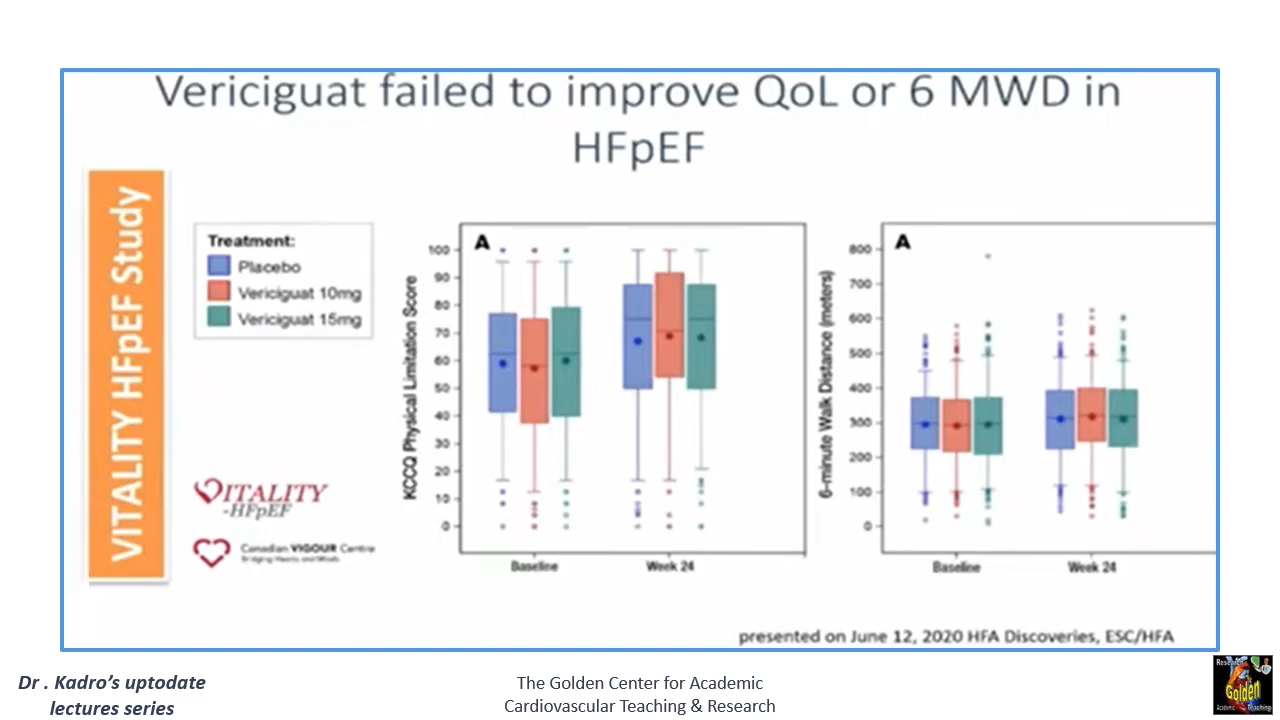 Vericiguat failed to improve QoL or 6 MWD in
HFpEF
VITALITY HFpEF Study
Treatment:
Placebo
Vericiguat 10mg
Vericiguat 15mg
VITALITY
-HFpEF
Canadian VIGOUR Centre
Bridging Hearts and Minds
A
KCCQ Physical Limitation Score
100
90
80
70
60
50
40
30
20
10
0
Baseline
Week 24
A
6-minute Walk Distance (meters)
800
700
600
500
400
300
200
100
0
Baseline
Week 24
presented on June 12, 2020 HFA Discoveries, ESC/HFA
Dr . Kadro’s uptodate
lectures series
The Golden Center for Academic
Cardiovascular Teaching & Research
Research
Golden
Academic Teaching